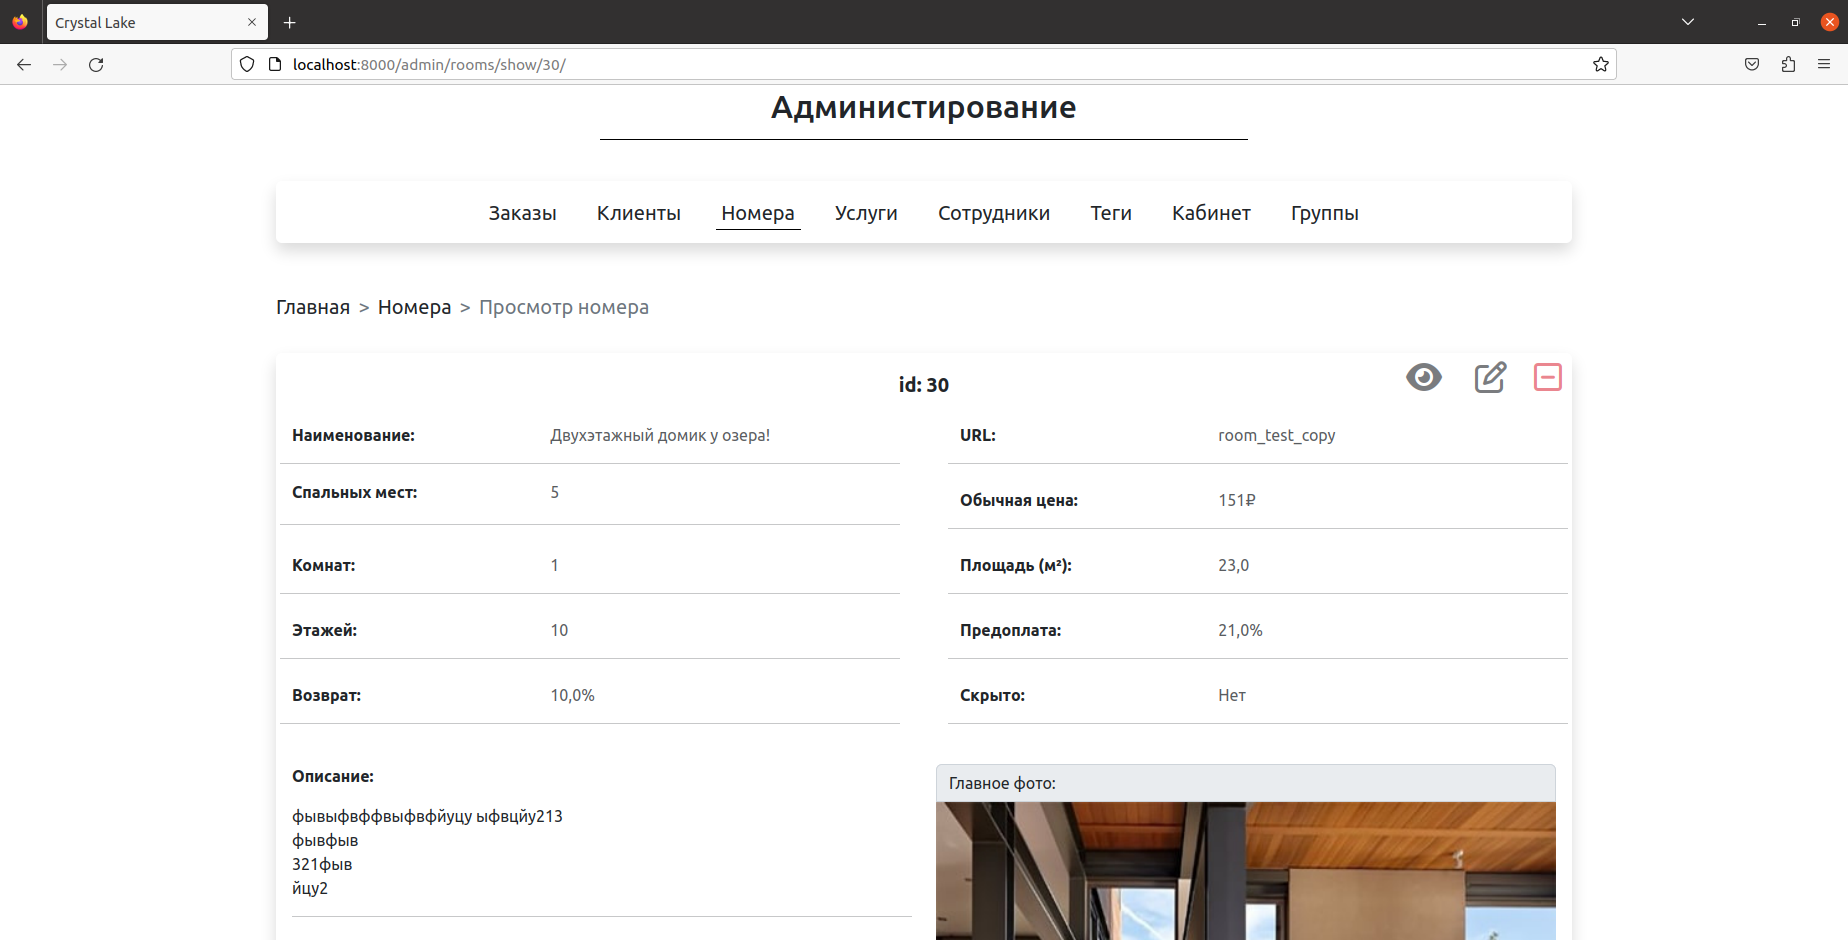 Crystal Lake
localhost:8000/admin/rooms/show/30/
Администирование
Заказы Клиенты Номера Услуги Сотрудники Теги Кабинет Группы
Главная > Номера > Просмотр номера
id: 30
Наименование: Двухэтажный домик у озера!
URL: room_test_copy
Спальных мест: 5
Обычная цена: 151₽
Комнат: 1
Площадь (м²): 23,0
Этажей: 10
Предоплата: 21,0%
Возврат: 10,0%
Скрыто: Нет
Описание:
фывыфвффвыфвфйуцу ыфвцйу213
фывфыв
321фыв
йцу2
Главное фото: